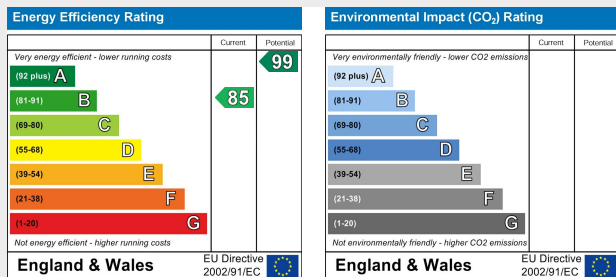 Energy Efficiency Rating
Current Potential
Very energy efficient - lower running costs
(92 plus) A
99
(81-91) B
85
(69-80) C
(55-68) D
(39-54) E
(21-38) F
(1-20) G
Not energy efficient - higher running costs
England & Wales
EU Directive
2002/91/EC
Environmental Impact (CO₂) Rating
Current Potential
Very environmentally friendly - lower CO2 emissions
(92 plus) A
(81-91) B
(69-80) C
(55-68) D
(39-54) E
(21-38) F
(1-20) G
Not environmentally friendly - higher CO2 emissions
England & Wales
EU Directive
2002/91/EC